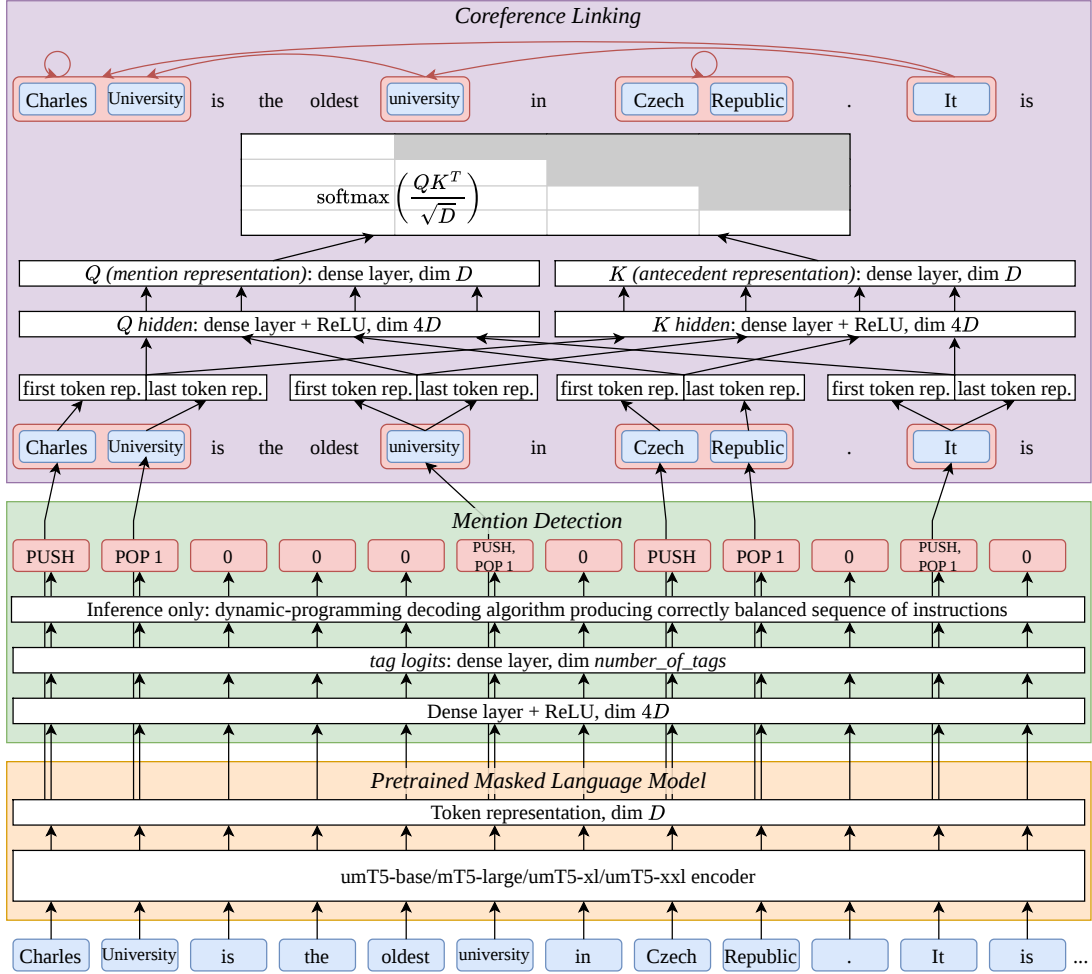 Coreference Linking
Charles University is the oldest university in Czech Republic . It is
softmax ( QK^T / √D )
Q (mention representation): dense layer, dim D
K (antecedent representation): dense layer, dim D
Q hidden: dense layer + ReLU, dim 4D
K hidden: dense layer + ReLU, dim 4D
first token rep. last token rep. first token rep. last token rep. first token rep. last token rep. first token rep. last token rep.
Charles University is the oldest university in Czech Republic . It is
Mention Detection
PUSH POP 1 0 0 0 PUSH, POP 1 0 PUSH POP 1 0 PUSH, POP 1 0
Inference only: dynamic-programming decoding algorithm producing correctly balanced sequence of instructions
tag logits: dense layer, dim number_of_tags
Dense layer + ReLU, dim 4D
Pretrained Masked Language Model
Token representation, dim D
umT5-base/mT5-large/umT5-xl/umT5-xxl encoder
Charles University is the oldest university in Czech Republic . It is ...